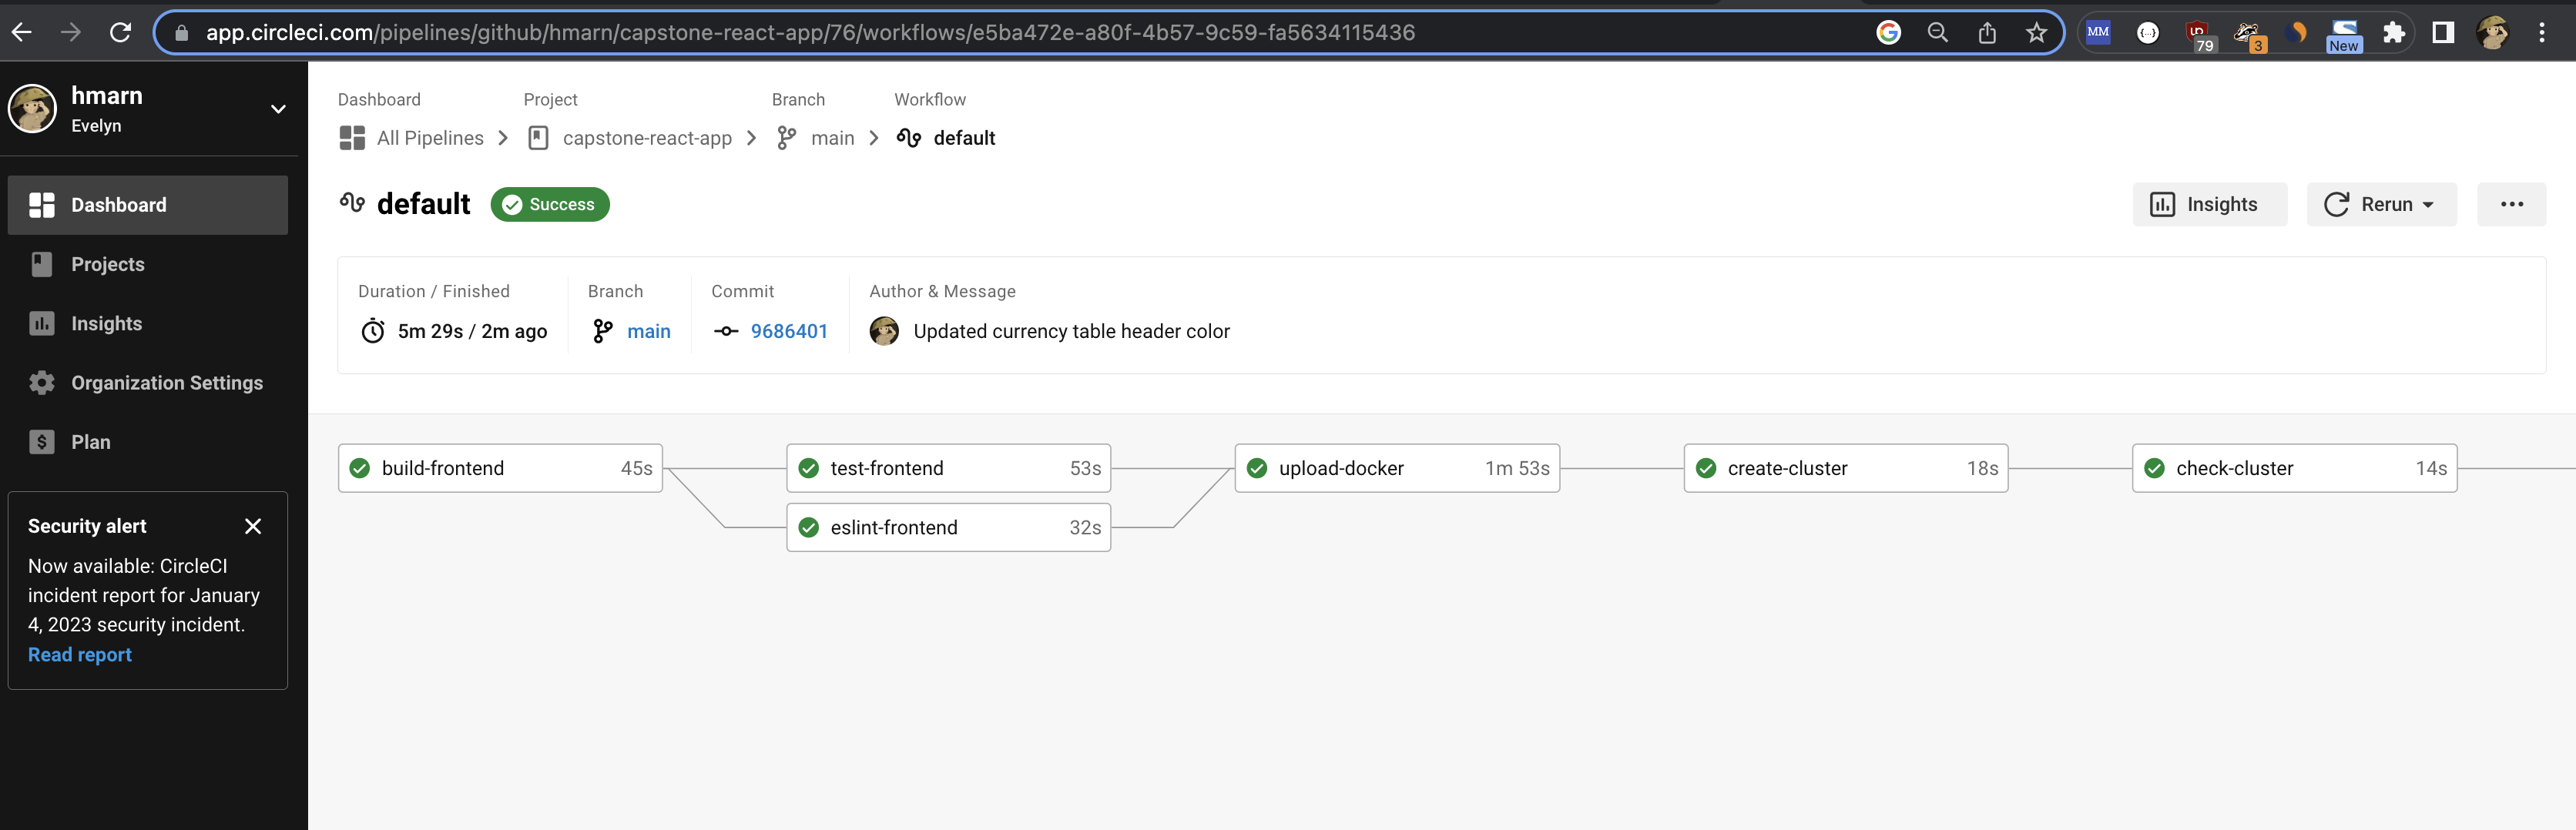 app.circleci.com/pipelines/github/hmarn/capstone-react-app/76/workflows/e5ba472e-a80f-4b57-9c59-fa5634115436
MM
79
3
New
hmarn
Evelyn
Dashboard
Projects
Insights
Organization Settings
Plan
Security alert
Now available: CircleCI
incident report for January
4, 2023 security incident.
Read report
Dashboard Project Branch Workflow
All Pipelines capstone-react-app main default
default Success
Insights Rerun
Duration / Finished Branch Commit Author & Message
5m 29s / 2m ago main 9686401 Updated currency table header color
build-frontend 45s test-frontend 53s upload-docker 1m 53s create-cluster 18s check-cluster 14s
eslint-frontend 32s